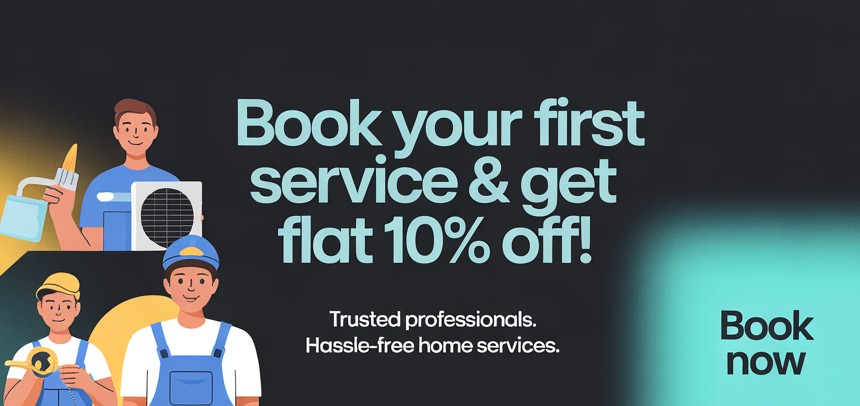 Book your first
service & get
flat 10% off!
Trusted professionals.
Hassle-free home services.
Book
now